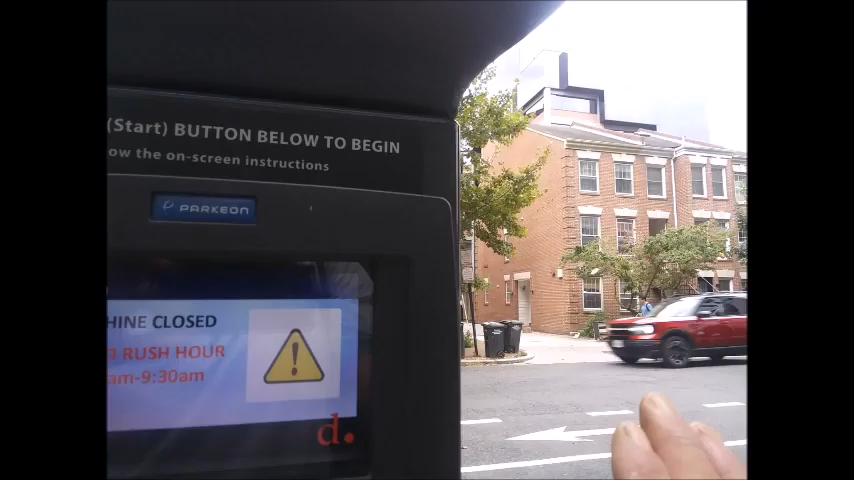 (Start) BUTTON BELOW TO BEGIN
ow the on-screen instructions
PARKEON
HINE CLOSED
RUSH HOUR
am-9:30am
d.